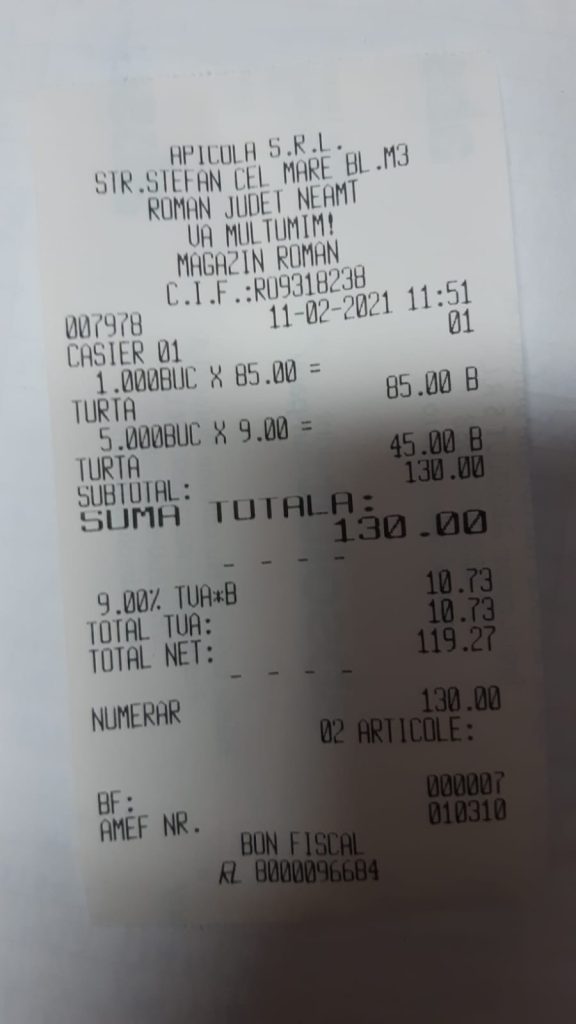 APICOLA S.R.L.
STR.STEFAN CEL MARE BL.M3
ROMAN JUDET NEAMT
VA MULTUMIM!
MAGAZIN ROMAN
C.I.F.:RO9318238
007978 11-02-2021 11:51
CASIER 01 01
1.000BUC X 85.00 =
TURTA 85.00 B
5.000BUC X 9.00 =
TURTA 45.00 B
SUBTOTAL: 130.00
SUMA TOTALA:
130.00
- - - -
9.00% TVA*B 10.73
TOTAL TVA: 10.73
TOTAL NET: 119.27
- - - -
NUMERAR 130.00
02 ARTICOLE:
BF: 000007
AMEF NR. 010310
BON FISCAL
8000096684